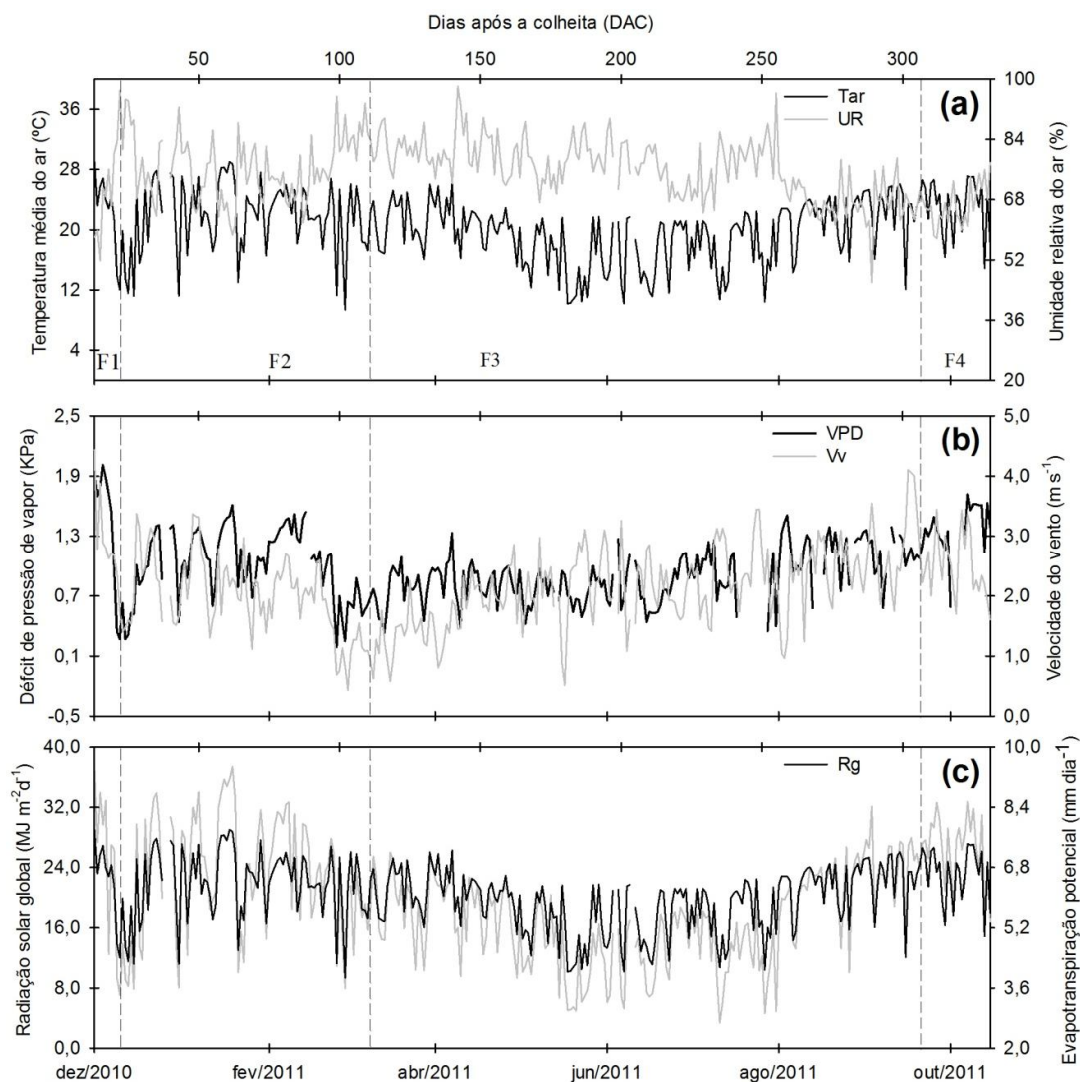 Dias após a colheita (DAC)
50 100 150 200 255 300
Temperatura média do ar (ºC)
36
28
20
12
4
Tar
UR
(a)
100
84
68
52
36
20
Umidade relativa do ar (%)
F1 F2 F3 F4
Défcit de pressão de vapor (KPa)
2,5
1,9
1,3
0,7
0,1
-0,5
VPD
Vv
(b)
5,0
4,0
3,0
2,0
1,0
0,0
Velocidade do vento (m s-1)
Radiação solar global (MJ m-2d-1)
40,0
32,0
24,0
16,0
8,0
0,0
Rg
(c)
10,0
8,4
6,8
5,2
3,6
2,0
Evapotranspiração potencial (mm dia-1)
dez/2010 fev/2011 abr/2011 jun/2011 ago/2011 out/2011